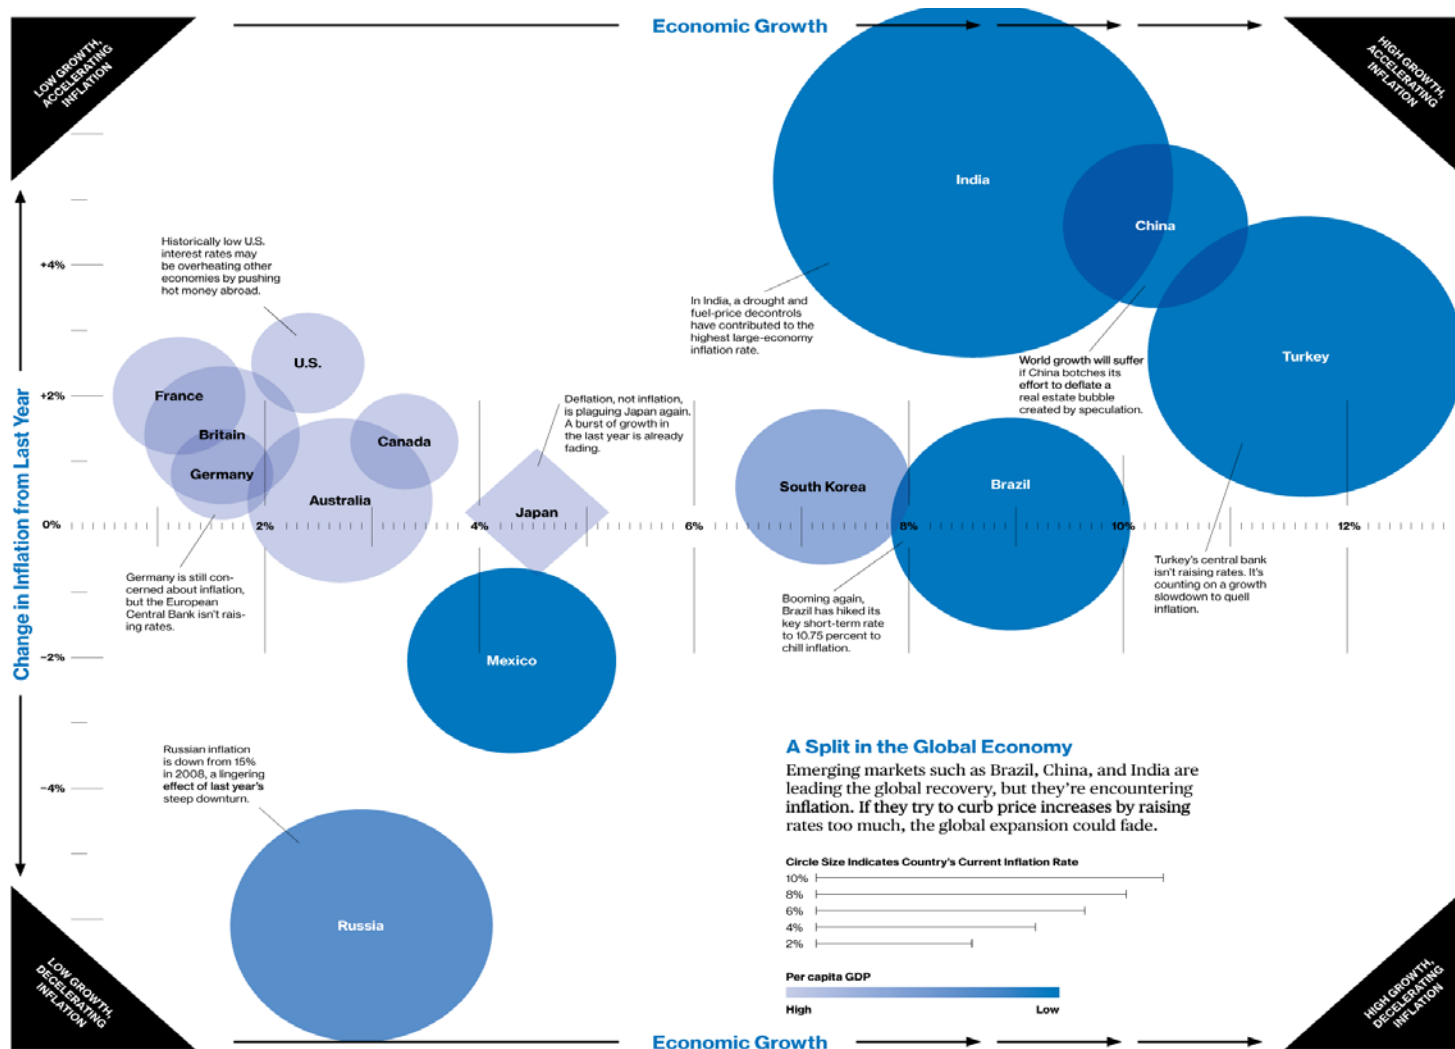 Economic Growth
LOW GROWTH,
ACCELERATING
INFLATION
HIGH GROWTH,
ACCELERATING
INFLATION
Change in Inflation from Last Year
+4%
+2%
0%
−2%
−4%
2%
4%
6%
8%
10%
12%
India
China
Turkey
U.S.
France
Britain
Germany
Canada
Australia
Japan
South Korea
Brazil
Mexico
Russia
Historically low U.S.
interest rates may
be overheating other
economies by pushing
hot money abroad.
In India, a drought and
fuel-price decontrols
have contributed to the
highest large-economy
inflation rate.
World growth will suffer
if China botches its
effort to deflate a
real estate bubble
created by speculation.
Deflation, not inflation,
is plaguing Japan again.
A burst of growth in
the last year is already
fading.
Germany is still con-
cerned about inflation,
but the European
Central Bank isn't rais-
ing rates.
Booming again,
Brazil has hiked its
key short-term rate
to 10.75 percent to
chill inflation.
Turkey's central bank
isn't raising rates. It's
counting on a growth
slowdown to quell
inflation.
Russian inflation
is down from 15%
in 2008, a lingering
effect of last year's
steep downturn.
A Split in the Global Economy
Emerging markets such as Brazil, China, and India are
leading the global recovery, but they're encountering
inflation. If they try to curb price increases by raising
rates too much, the global expansion could fade.
Circle Size Indicates Country's Current Inflation Rate
10%
8%
6%
4%
2%
Per capita GDP
High
Low
LOW GROWTH,
DECELERATING
INFLATION
HIGH GROWTH,
DECELERATING
INFLATION
Economic Growth